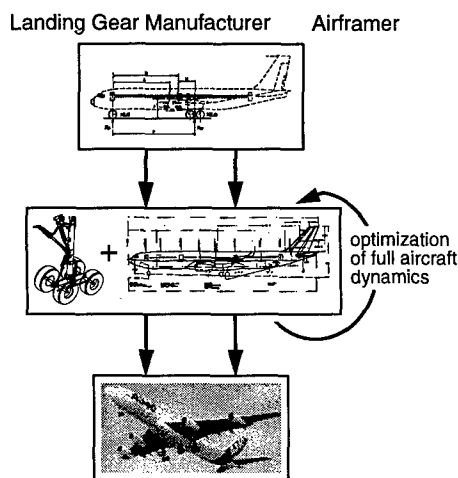 Landing Gear Manufacturer Airframer
+
optimization
of full aircraft
dynamics